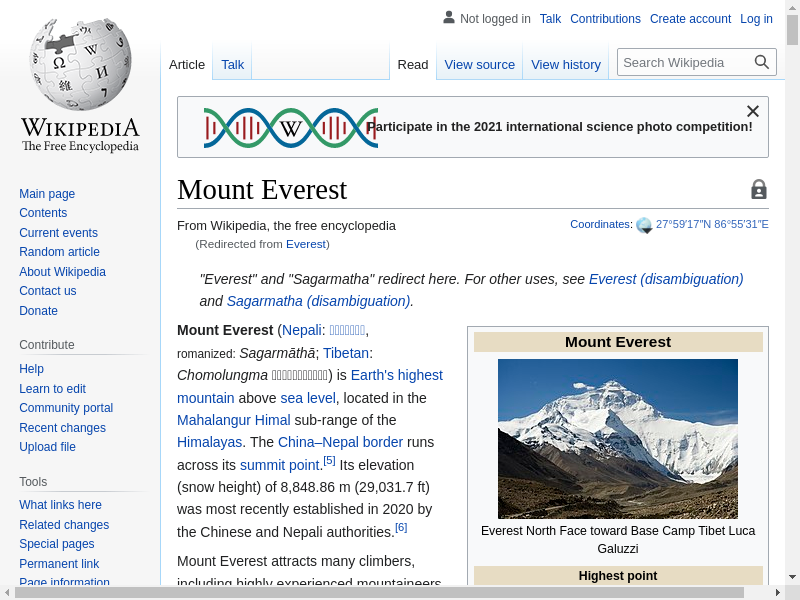 Not logged in Talk Contributions Create account Log in
Article Talk Read View source View history Search Wikipedia
WIKIPEDIA
The Free Encyclopedia
Main page
Contents
Current events
Random article
About Wikipedia
Contact us
Donate
Contribute
Help
Learn to edit
Community portal
Recent changes
Upload file
Tools
What links here
Related changes
Special pages
Permanent link
Page information
W Participate in the 2021 international science photo competition!
Mount Everest
From Wikipedia, the free encyclopedia
Coordinates: 27°59′17″N 86°55′31″E
(Redirected from Everest)
"Everest" and "Sagarmatha" redirect here. For other uses, see Everest (disambiguation)
and Sagarmatha (disambiguation).
Mount Everest (Nepali: ,
romanized: Sagarmāthā; Tibetan:
Chomolungma ) is Earth's highest
mountain above sea level, located in the
Mahalangur Himal sub-range of the
Himalayas. The China–Nepal border runs
across its summit point.[5] Its elevation
(snow height) of 8,848.86 m (29,031.7 ft)
was most recently established in 2020 by
the Chinese and Nepali authorities.[6]
Mount Everest attracts many climbers,
including highly experienced mountaineers
Mount Everest
Everest North Face toward Base Camp Tibet Luca
Galuzzi
Highest point